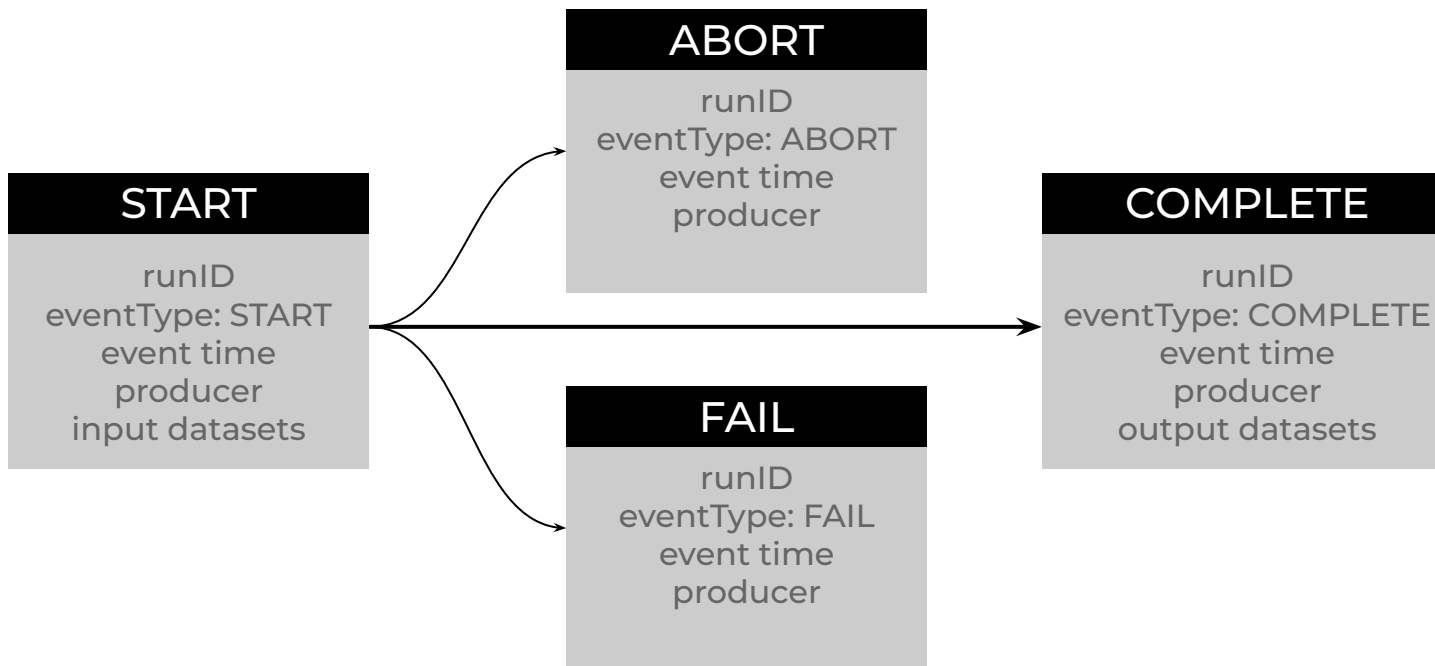 START
runID
eventType: START
event time
producer
input datasets
ABORT
runID
eventType: ABORT
event time
producer
FAIL
runID
eventType: FAIL
event time
producer
COMPLETE
runID
eventType: COMPLETE
event time
producer
output datasets